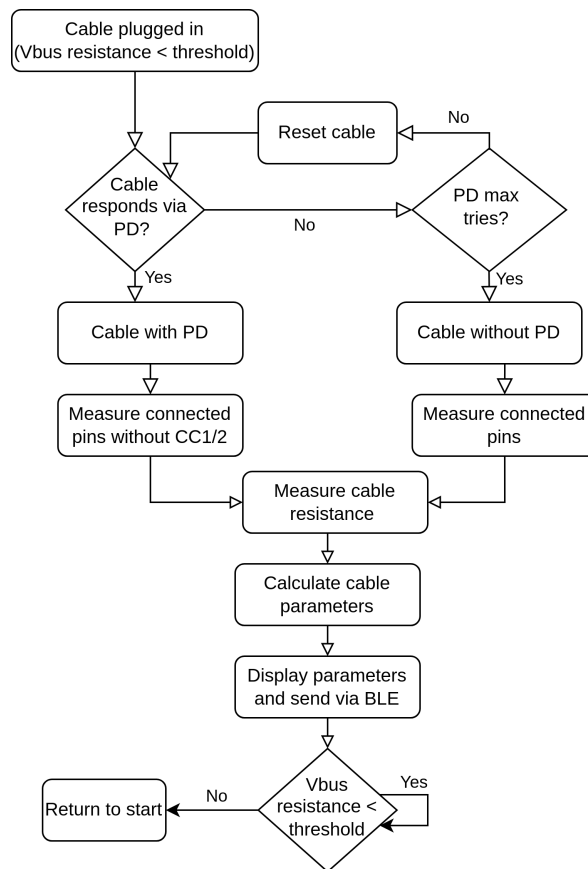 Cable plugged in
(Vbus resistance < threshold)
Reset cable
No
Cable
responds via
PD?
No
PD max
tries?
Yes
Yes
Cable with PD
Cable without PD
Measure connected
pins without CC1/2
Measure connected
pins
Measure cable
resistance
Calculate cable
parameters
Display parameters
and send via BLE
Vbus
resistance <
threshold
Yes
No
Return to start